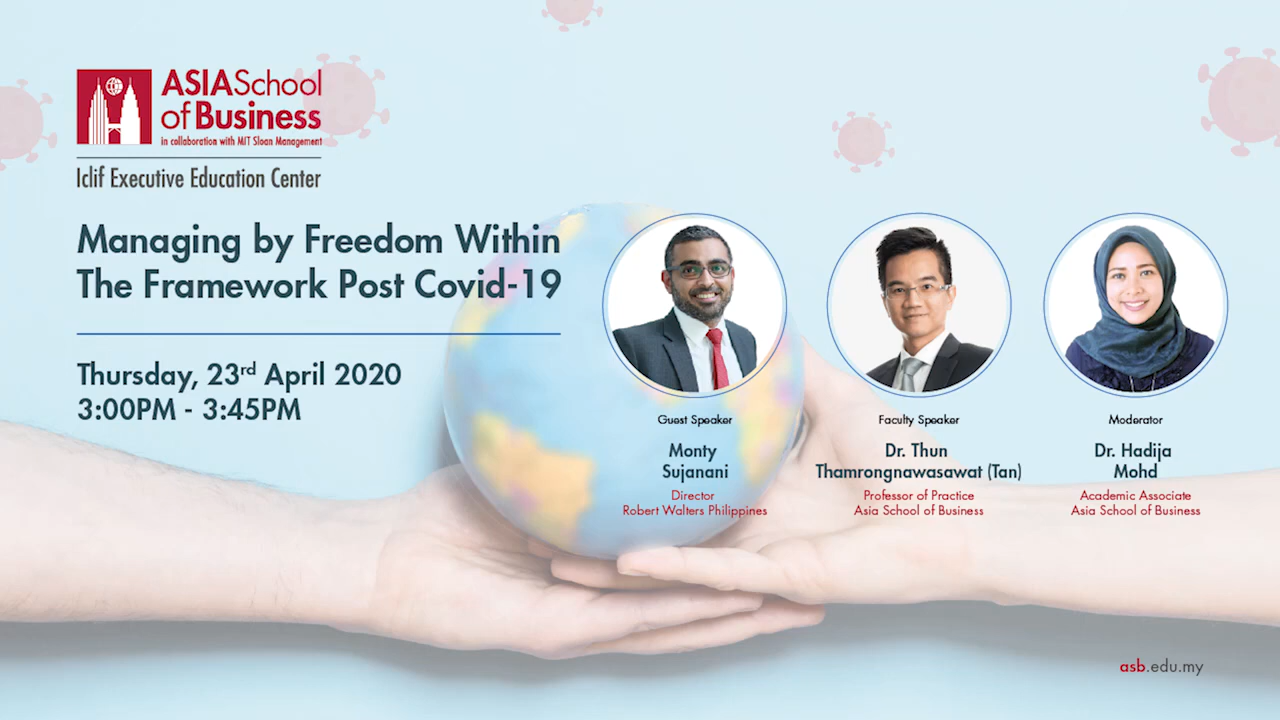 ASIASchool
of Business
in collaboration with MIT Sloan Management
Iclif Executive Education Center
Managing by Freedom Within
The Framework Post Covid-19
Thursday, 23rd April 2020
3:00PM - 3:45PM
Guest Speaker
Monty
Sujanani
Director
Robert Walters Philippines
Faculty Speaker
Dr. Thun
Thamrongnawasawat (Tan)
Professor of Practice
Asia School of Business
Moderator
Dr. Hadija
Mohd
Academic Associate
Asia School of Business
asb.edu.my